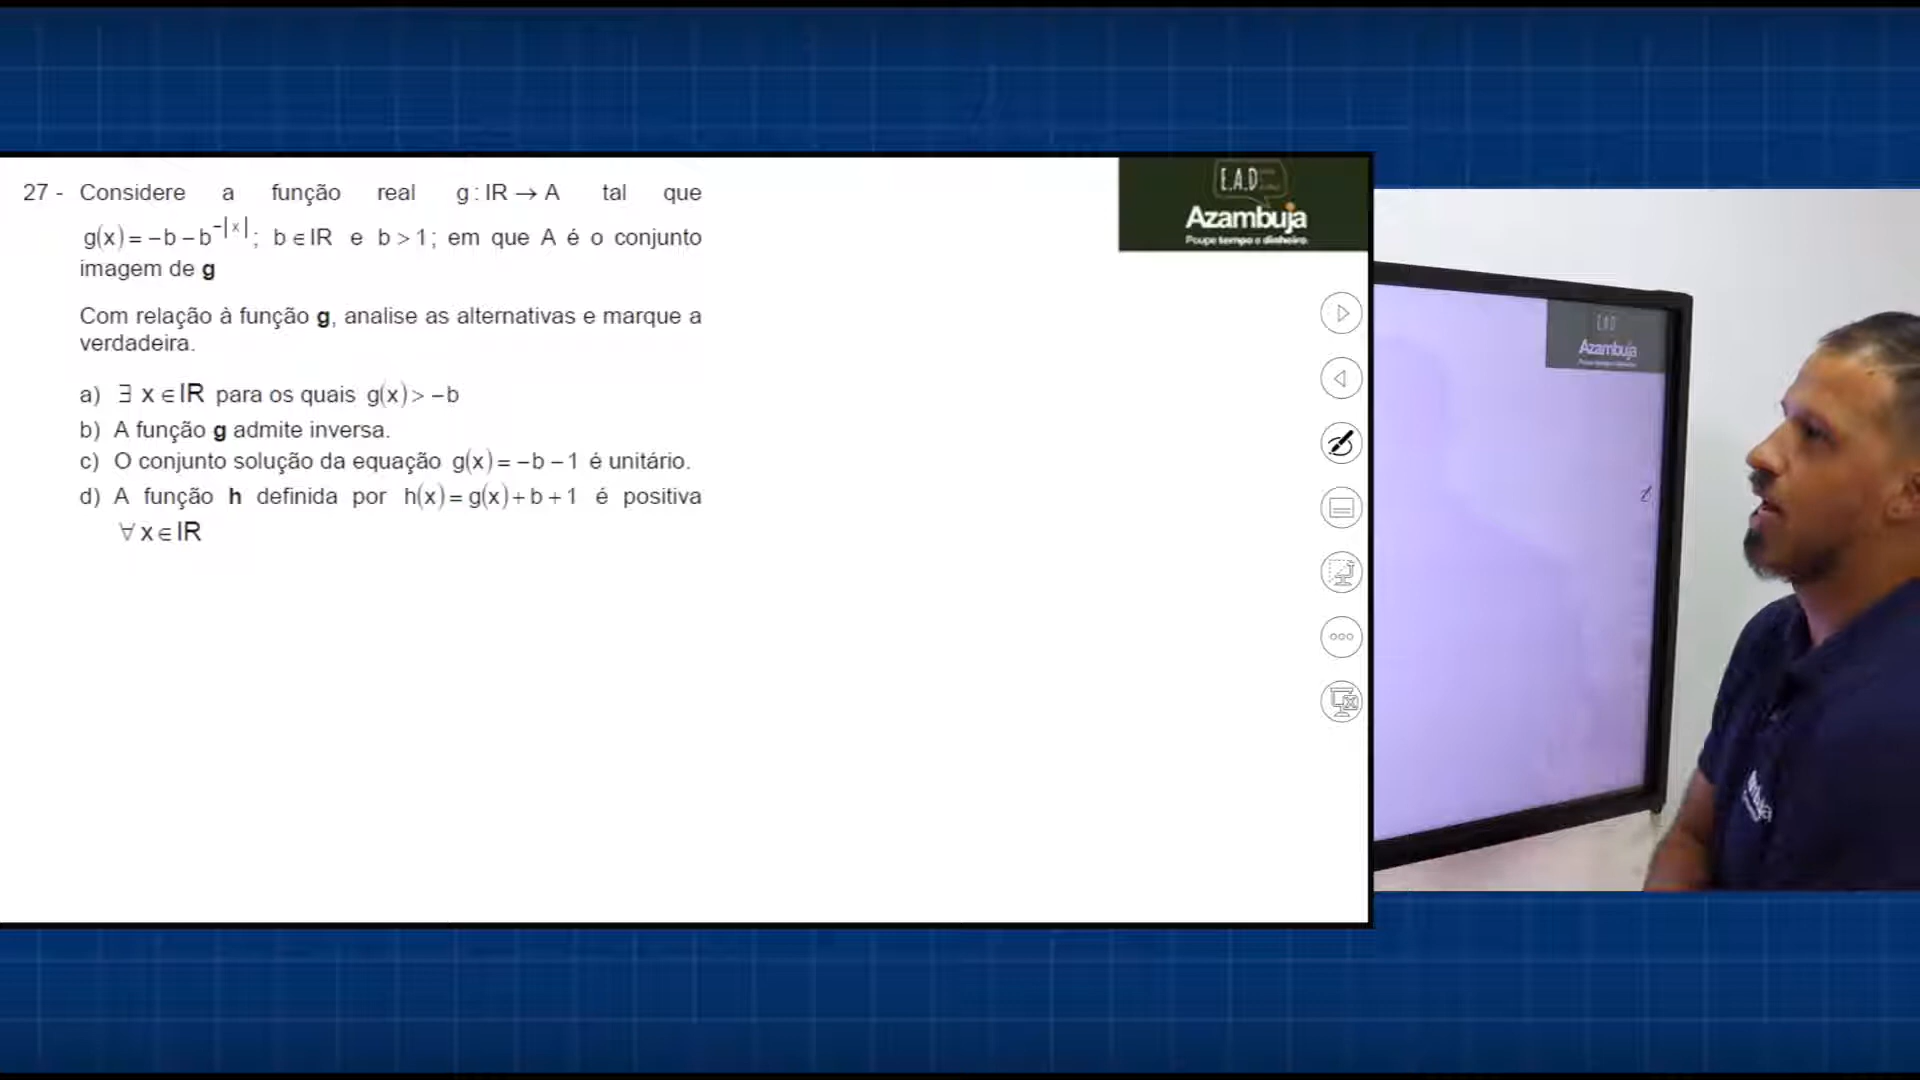 27 - Considere a função real g : IR → A tal que
g(x) = −b − b^−|x| ; b ∈ IR e b > 1 ; em que A é o conjunto
imagem de g
Com relação à função g, analise as alternativas e marque a
verdadeira.
a) ∃ x ∈ IR para os quais g(x) > −b
b) A função g admite inversa.
c) O conjunto solução da equação g(x) = −b − 1 é unitário.
d) A função h definida por h(x) = g(x) + b + 1 é positiva
∀ x ∈ IR
E.A.D
Azambuja
Poupe tempo e dinheiro.
EAD
Azambuja